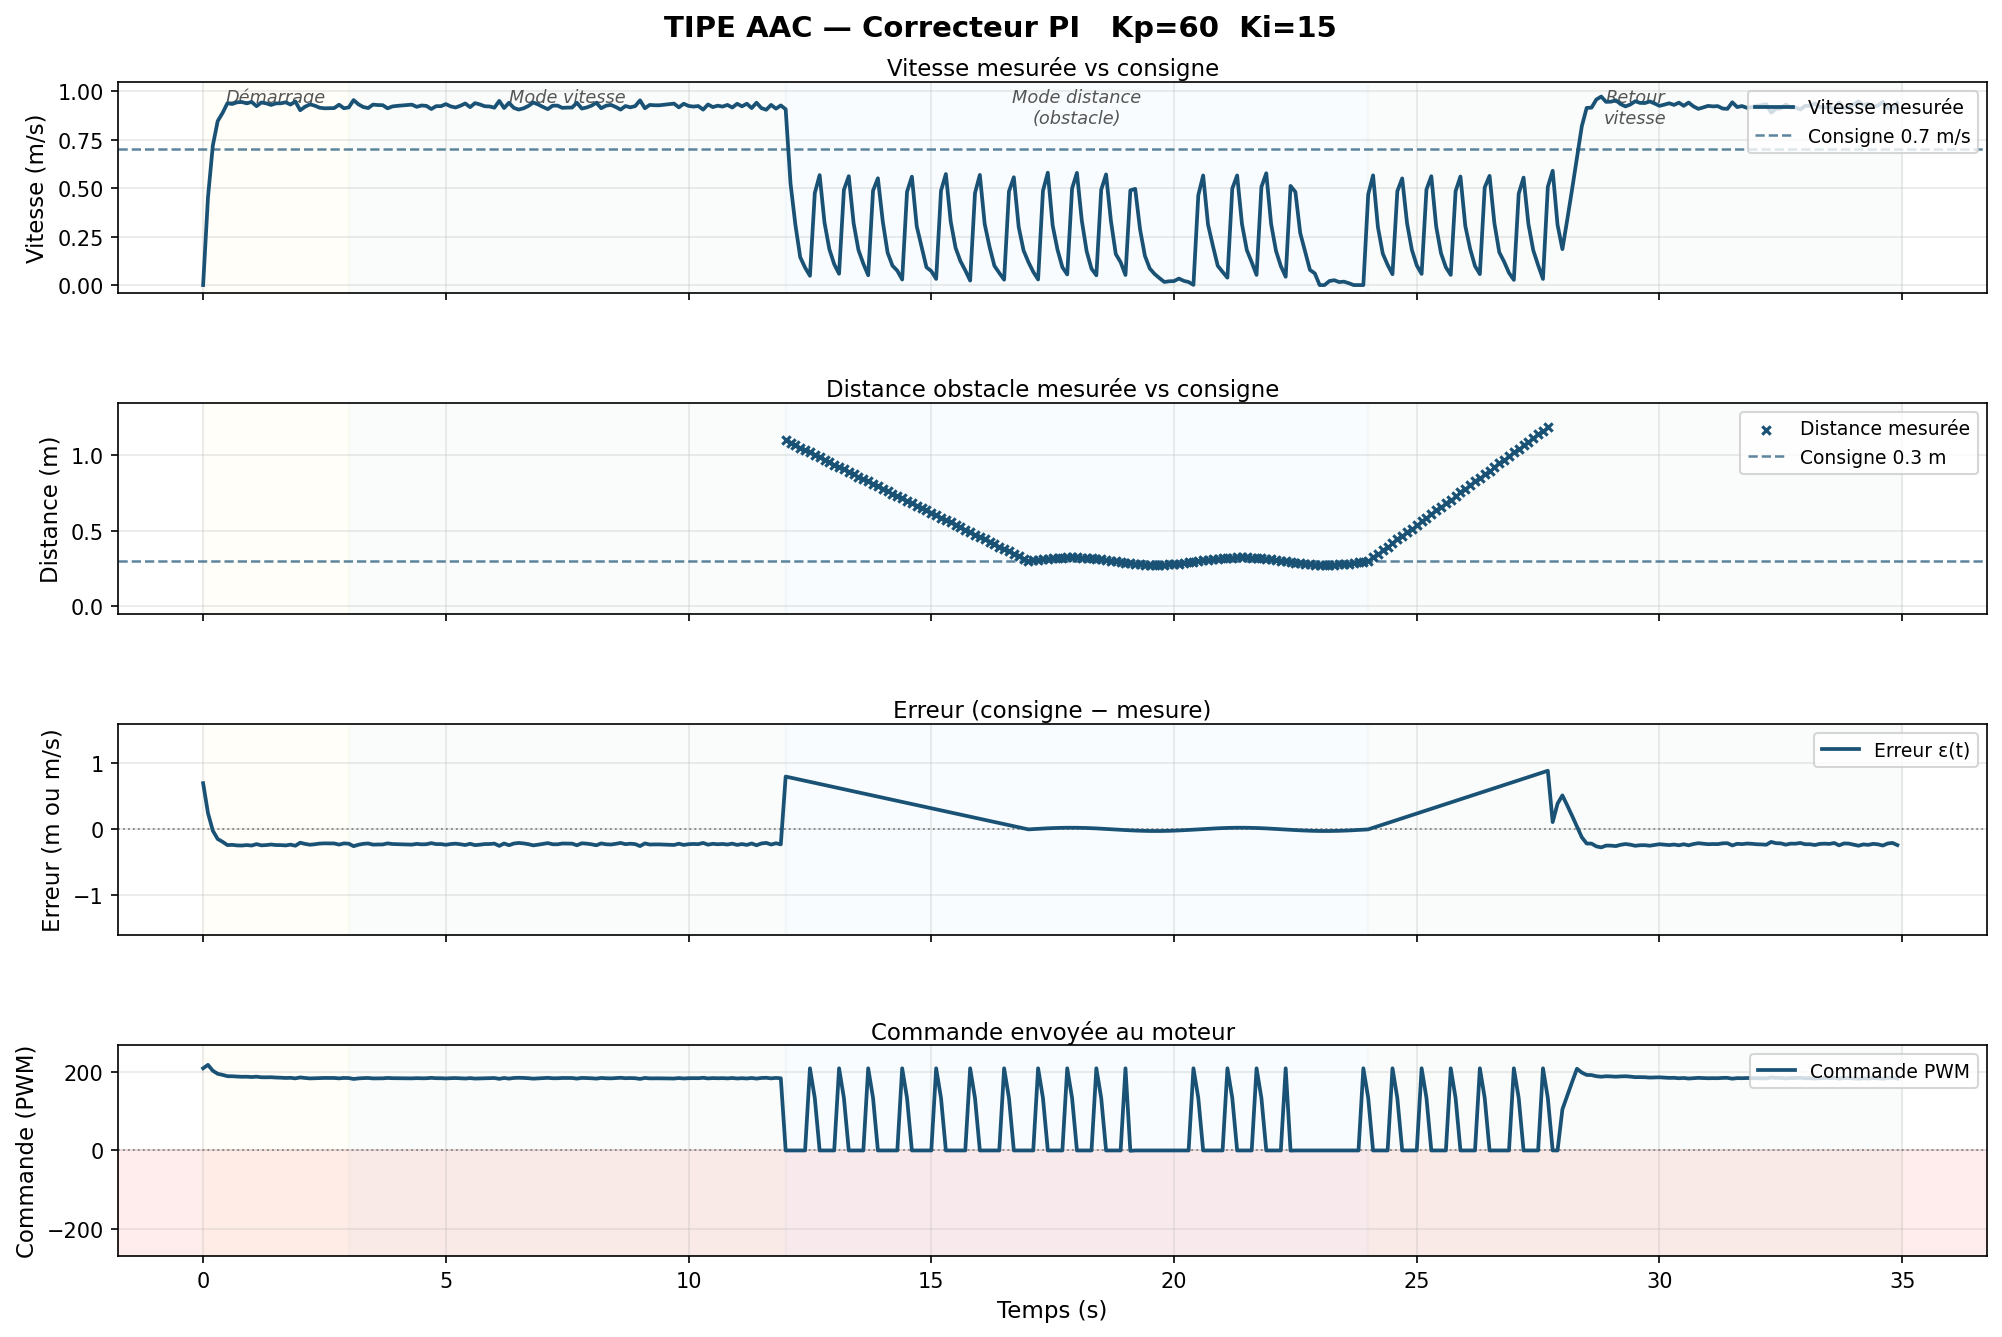 TIPE AAC — Correcteur PI   Kp=60  Ki=15
Vitesse mesurée vs consigne
Vitesse (m/s)
1.00
0.75
0.50
0.25
0.00
Démarrage
Mode vitesse
Mode distance
(obstacle)
Retour
vitesse
Vitesse mesurée
Consigne 0.7 m/s
Distance obstacle mesurée vs consigne
Distance (m)
1.0
0.5
0.0
Distance mesurée
Consigne 0.3 m
Erreur (consigne − mesure)
Erreur (m ou m/s)
1
0
−1
Erreur ε(t)
Commande envoyée au moteur
Commande (PWM)
200
0
−200
Commande PWM
0 5 10 15 20 25 30 35
Temps (s)